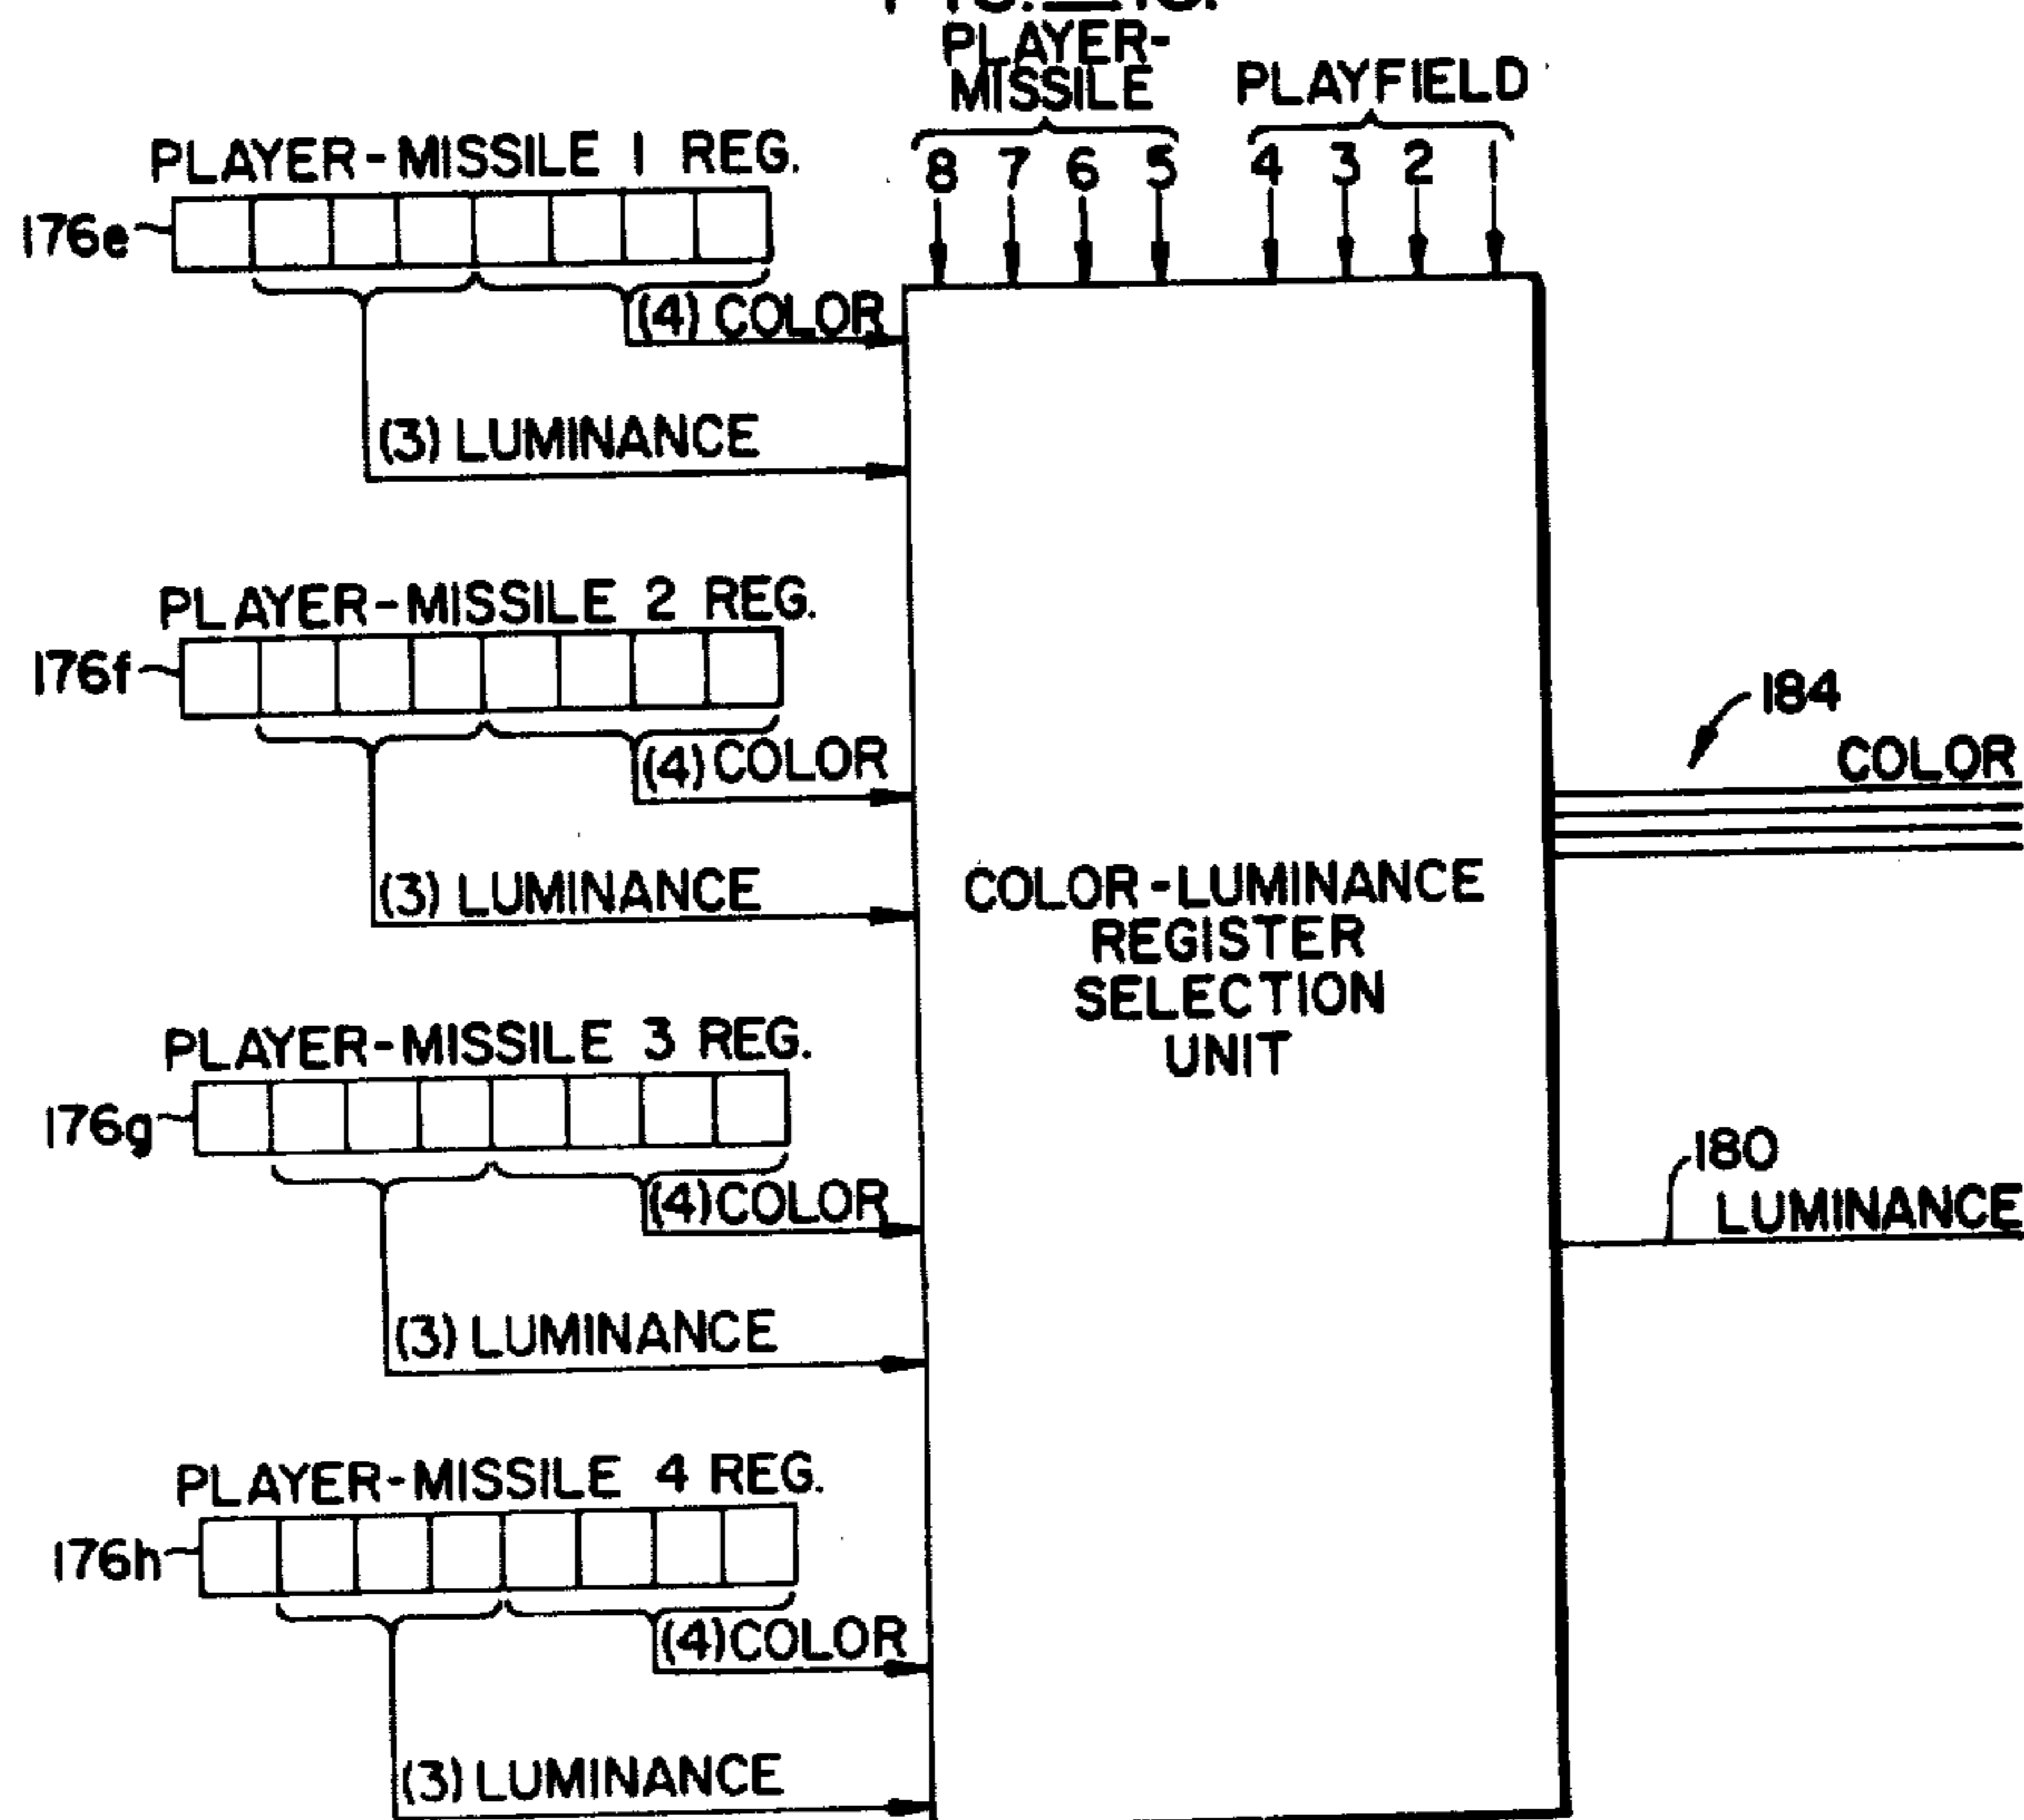 PLAYER-
MISSILE
PLAYFIELD
8 7 6 5 4 3 2 1
PLAYER-MISSILE 1 REG.
176e
(4) COLOR
(3) LUMINANCE
PLAYER-MISSILE 2 REG.
176f
(4) COLOR
(3) LUMINANCE
184
COLOR
COLOR-LUMINANCE
REGISTER
SELECTION
UNIT
PLAYER-MISSILE 3 REG.
176g
(4) COLOR
(3) LUMINANCE
180
LUMINANCE
PLAYER-MISSILE 4 REG.
176h
(4) COLOR
(3) LUMINANCE